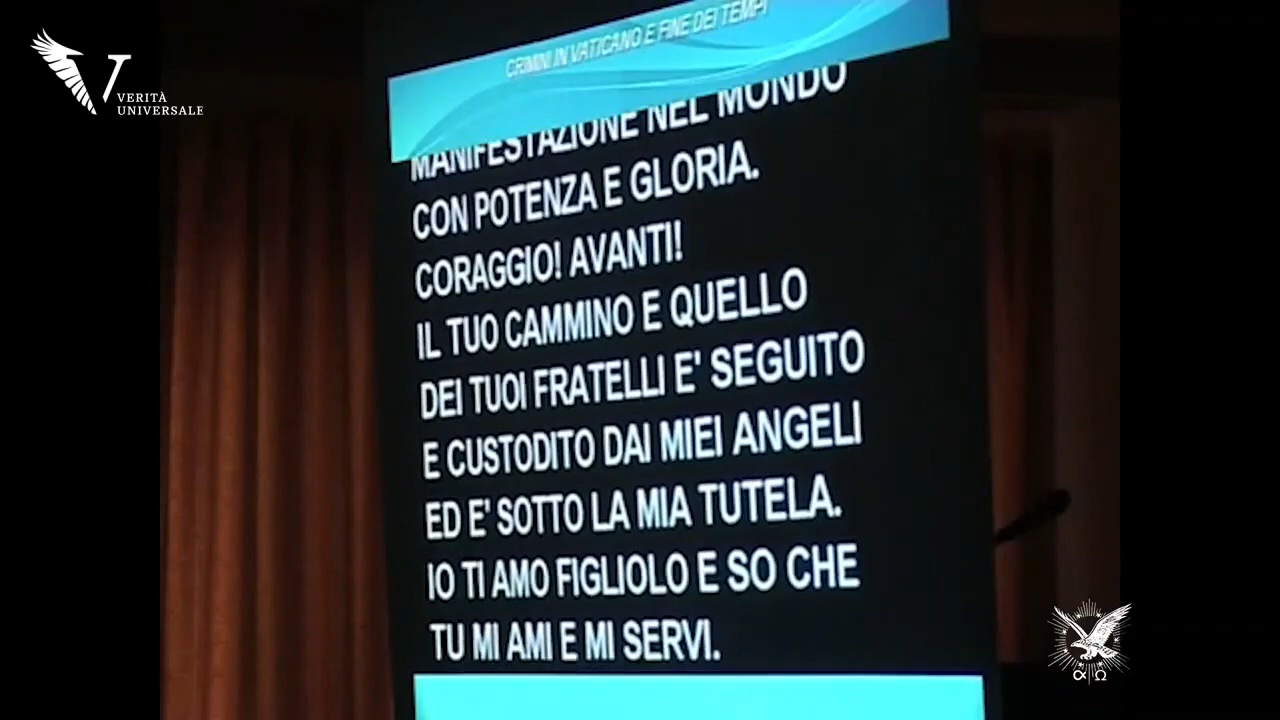 VERITÀ
UNIVERSALE
CRIMINI IN VATICANO E FINE DEI TEMPI
MANIFESTAZIONE NEL MONDO
CON POTENZA E GLORIA.
CORAGGIO! AVANTI!
IL TUO CAMMINO E QUELLO
DEI TUOI FRATELLI E' SEGUITO
E CUSTODITO DAI MIEI ANGELI
ED E' SOTTO LA MIA TUTELA.
IO TI AMO FIGLIOLO E SO CHE
TU MI AMI E MI SERVI.
α Ω